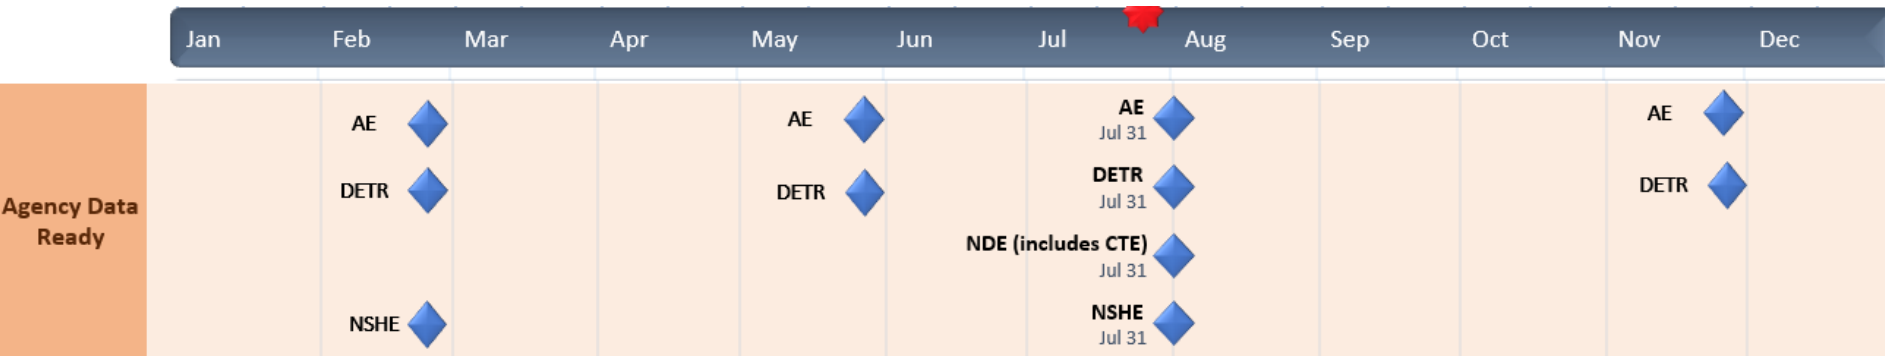 Jan Feb Mar Apr May Jun Jul Aug Sep Oct Nov Dec
Agency Data
Ready
AE AE AE AE
Jul 31
DETR DETR DETR DETR
Jul 31
NDE (includes CTE)
Jul 31
NSHE NSHE
Jul 31